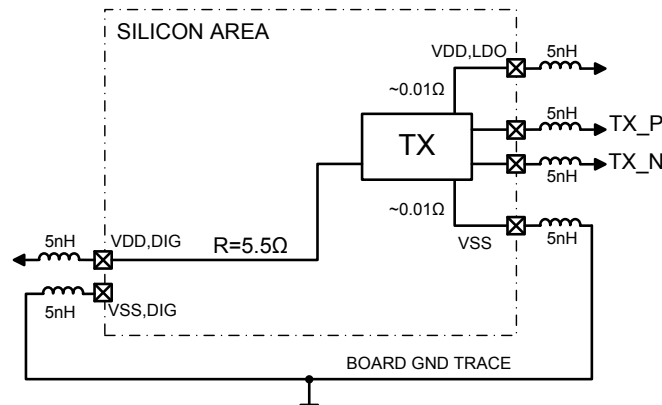 SILICON AREA
VDD,LDO
5nH
~0.01Ω
5nH
TX_P
TX
TX_N
5nH
~0.01Ω
5nH
VDD,DIG
R=5.5Ω
VSS
5nH
5nH
VSS,DIG
BOARD GND TRACE